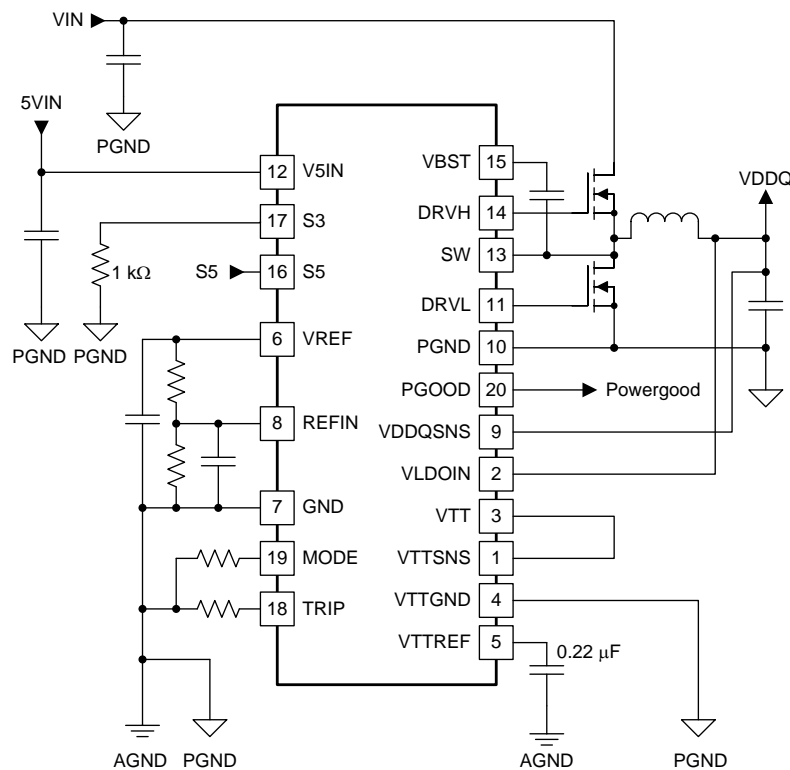 VIN
PGND
5VIN
12 V5IN
17 S3
1 kΩ
S5 16 S5
PGND PGND
6 VREF
8 REFIN
7 GND
19 MODE
18 TRIP
AGND PGND
VBST 15
DRVH 14
SW 13
DRVL 11
PGND 10
PGOOD 20 Powergood
VDDQSNS 9
VLDOIN 2
VTT 3
VTTSNS 1
VTTGND 4
VTTREF 5
0.22 μF
VDDQ
AGND PGND